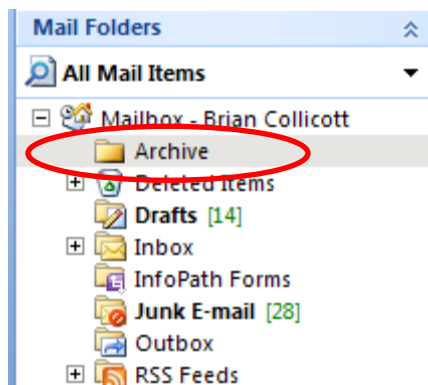 Mail Folders
All Mail Items
Mailbox - Brian Collicott
Archive
Deleted Items
Drafts [14]
Inbox
InfoPath Forms
Junk E-mail [28]
Outbox
RSS Feeds